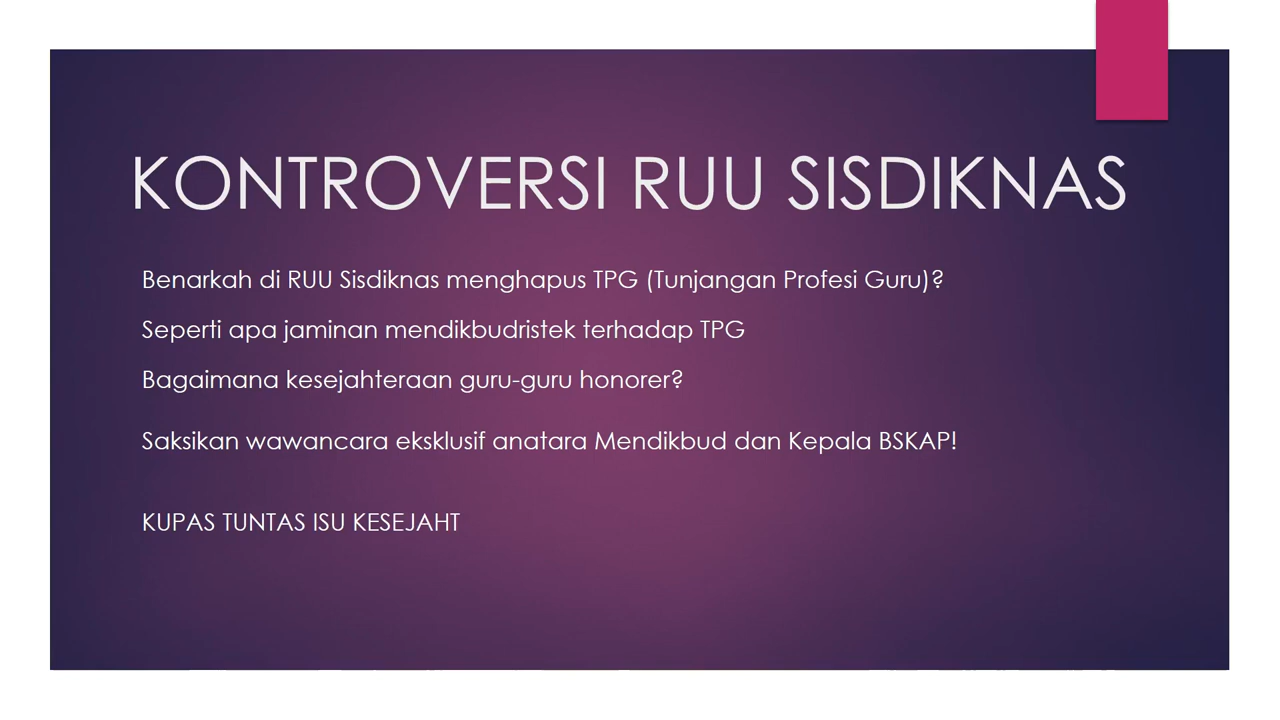 KONTROVERSI RUU SISDIKNAS
Benarkah di RUU Sisdiknas menghapus TPG (Tunjangan Profesi Guru)?
Seperti apa jaminan mendikbudristek terhadap TPG
Bagaimana kesejahteraan guru-guru honorer?
Saksikan wawancara eksklusif anatara Mendikbud dan Kepala BSKAP!
KUPAS TUNTAS ISU KESEJAHT